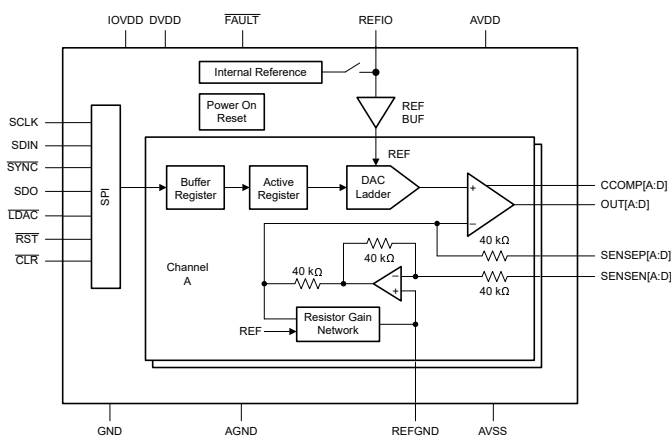 IOVDD DVDD FAULT REFIO AVDD
Internal Reference
Power On
Reset
REF
BUF
SCLK
SDIN
SYNC
SDO
LDAC
RST
CLR
SPI
REF
Buffer
Register
Active
Register
DAC
Ladder
+
−
CCOMP[A:D]
OUT[A:D]
SENSEP[A:D]
SENSEN[A:D]
40 kΩ
40 kΩ
40 kΩ
40 kΩ
−
+
Channel
A
REF
Resistor Gain
Network
GND AGND REFGND AVSS